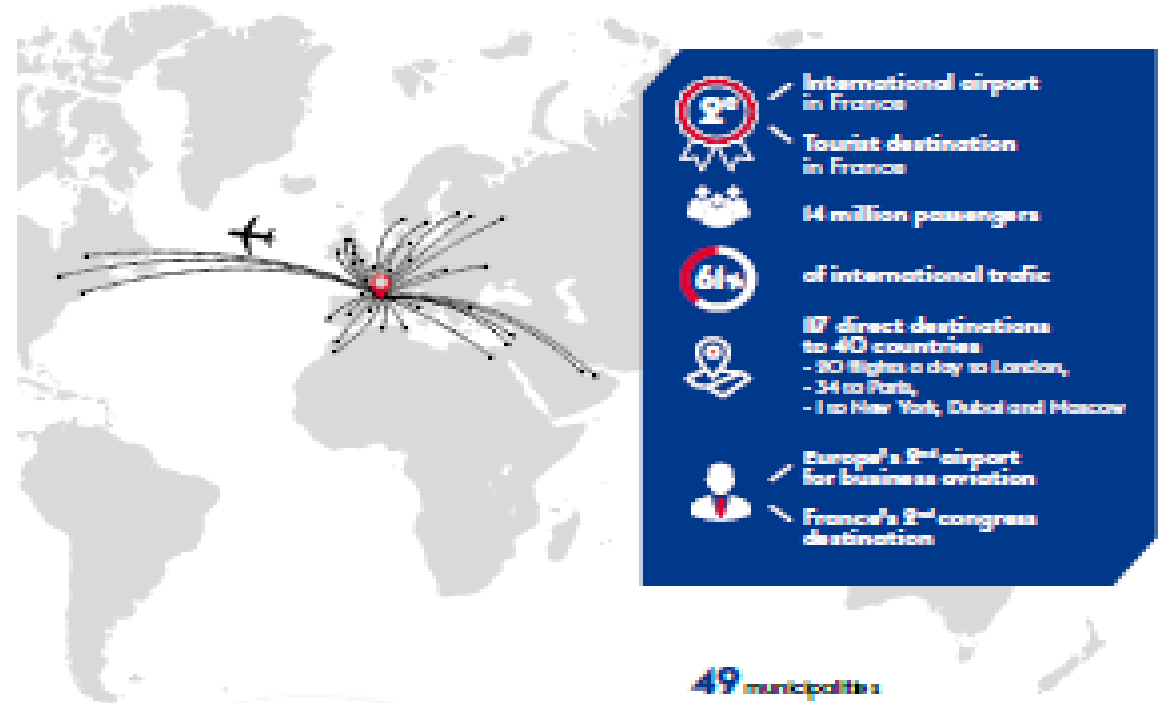 2nd
International airport
in France
Tourist destination
in France
14 million passengers
61%
of international trafic
117 direct destinations
to 40 countries
- 20 flights a day to London,
- 34 to Paris,
- 1 to New York, Dubai and Moscow
Europe's 2nd airport
for business aviation
France's 2nd congress
destination
49 municipalities